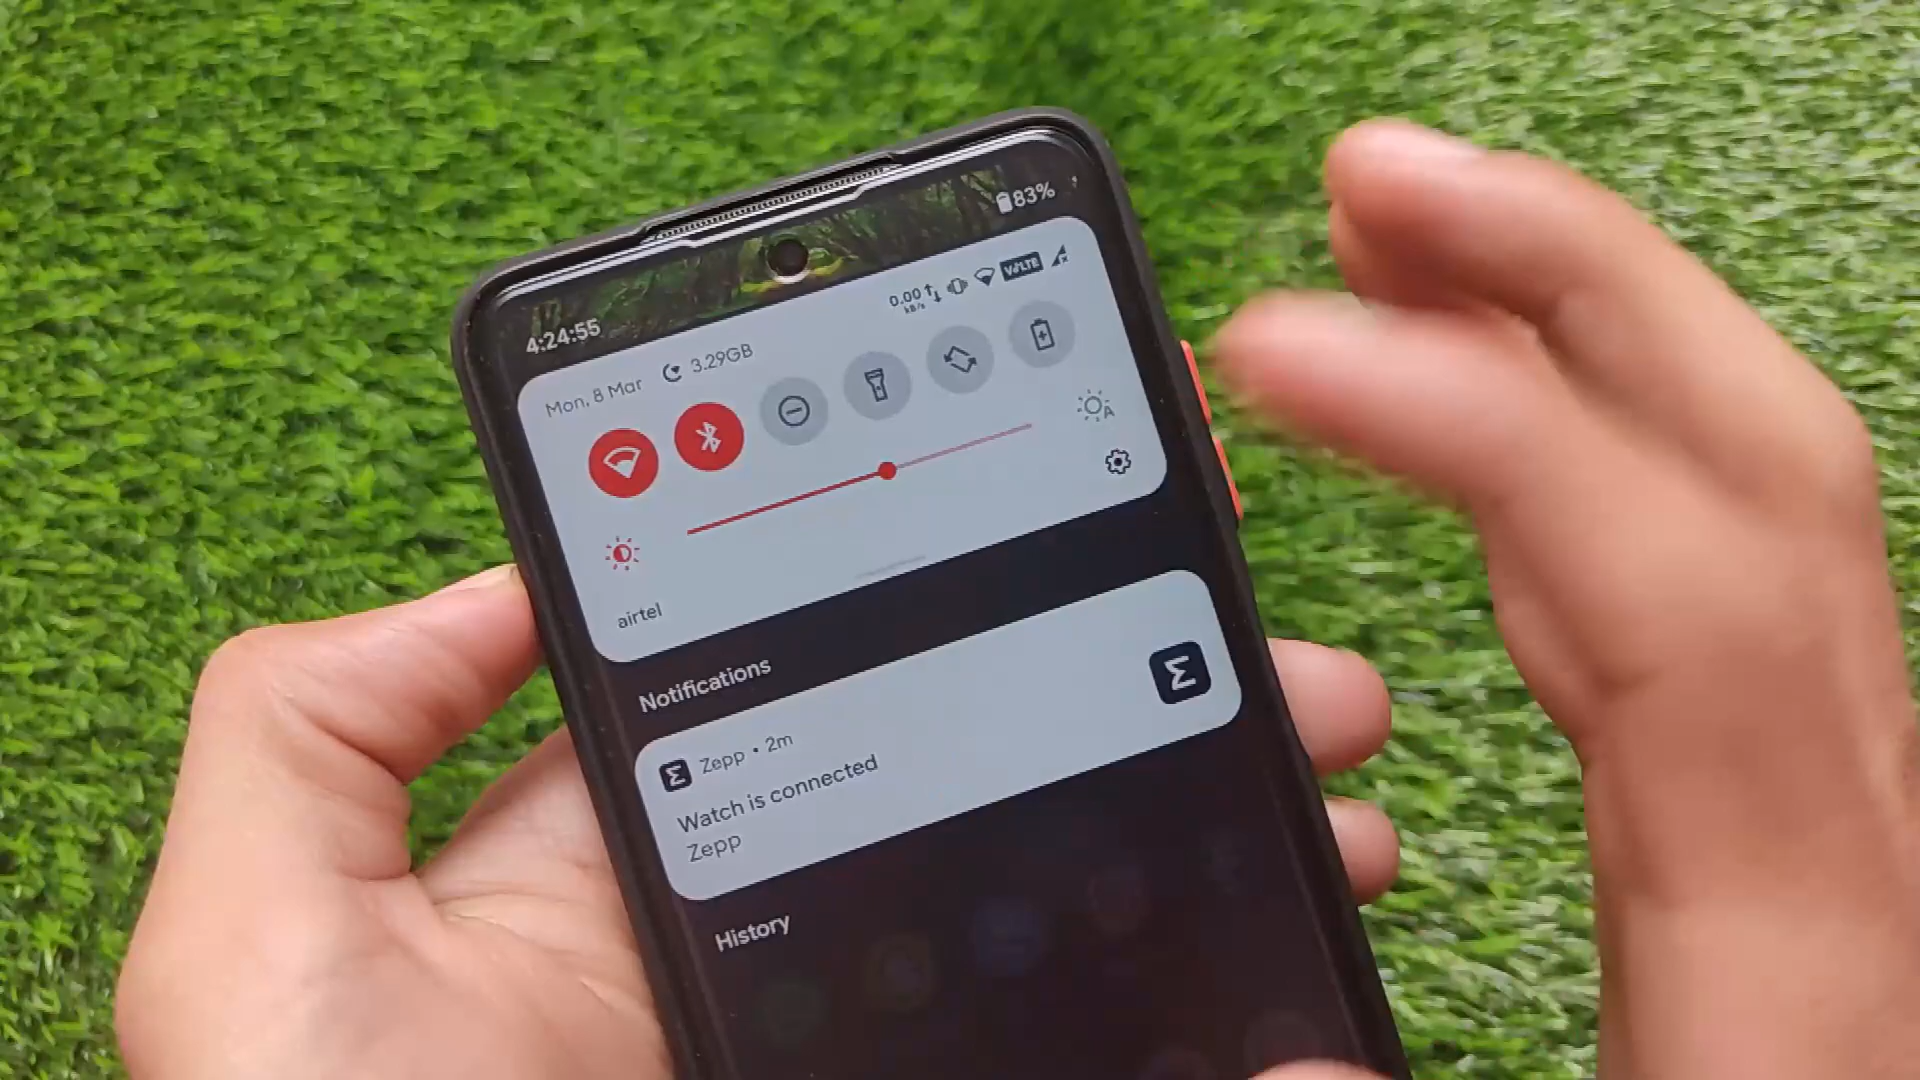 83%
4:24:55
0.00
kB/s
VoLTE
Mon, 8 Mar 3.29GB
A
airtel
Notifications
Zepp • 2m
Watch is connected
Zepp
History